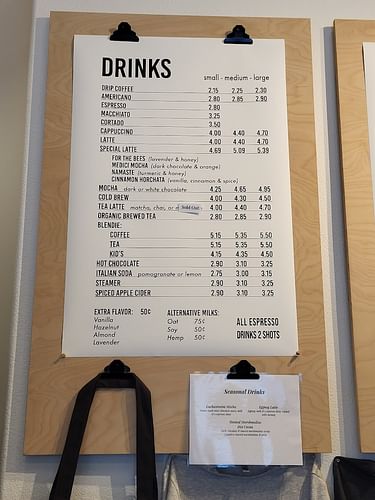 DRINKS
small - medium - large
DRIP COFFEE 2.15 2.25 2.30
AMERICANO 2.80 2.85 2.90
ESPRESSO 2.80
MACCHIATO 3.25
CORTADO 3.50
CAPPUCCINO 4.00 4.40 4.70
LATTE 4.00 4.40 4.70
SPECIAL LATTE 4.69 5.09 5.39
FOR THE BEES (lavender & honey)
MEDICI MOCHA (dark chocolate & orange)
NAMASTE (turmeric & honey)
CINNAMON HORCHATA (vanilla, cinnamon & spice)
MOCHA dark or white chocolate 4.25 4.65 4.95
COLD BREW 4.00 4.30 4.50
TEA LATTE matcha, chai, or d Sold Out 4.00 4.40 4.70
ORGANIC BREWED TEA 2.80 2.85 2.90
BLENDIE:
COFFEE 5.15 5.35 5.50
TEA 5.15 5.35 5.50
KID'S 4.15 4.35 4.50
HOT CHOCOLATE 2.90 3.10 3.25
ITALIAN SODA pomegranate or lemon 2.75 3.00 3.15
STEAMER 2.90 3.10 3.25
SPICED APPLE CIDER 2.90 3.10 3.25
EXTRA FLAVOR: 50¢
Vanilla
Hazelnut
Almond
Lavender
ALTERNATIVE MILKS:
Oat 75¢
Soy 50¢
Hemp 50¢
ALL ESPRESSO
DRINKS 2 SHOTS
Seasonal Drinks
Eggnog Latte